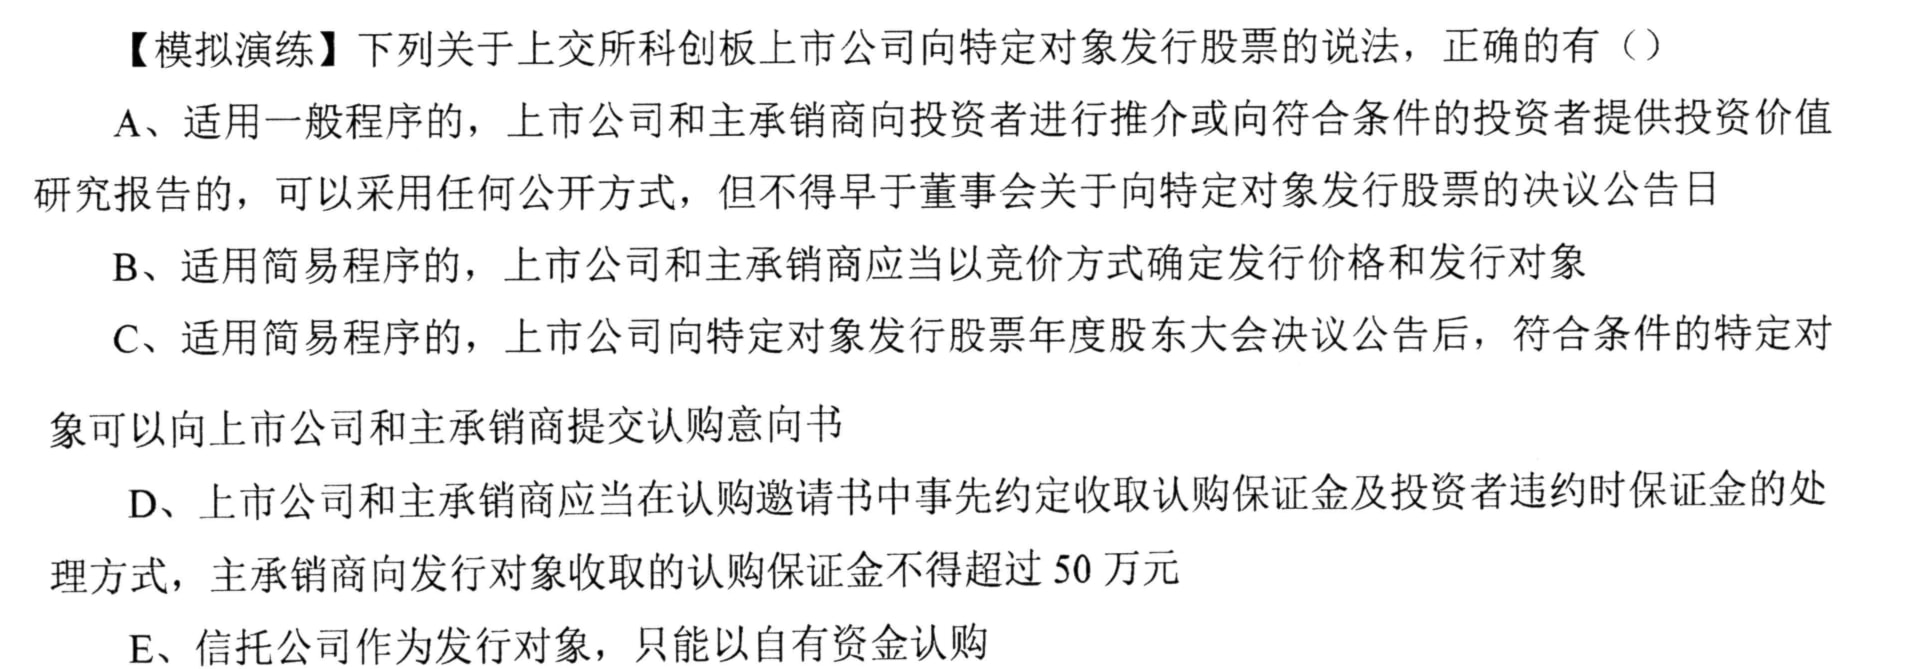 【模拟演练】下列关于上交所科创板上市公司向特定对象发行股票的说法，正确的有（）
A、适用一般程序的，上市公司和主承销商向投资者进行推介或向符合条件的投资者提供投资价值
研究报告的，可以采用任何公开方式，但不得早于董事会关于向特定对象发行股票的决议公告日
B、适用简易程序的，上市公司和主承销商应当以竞价方式确定发行价格和发行对象
C、适用简易程序的，上市公司向特定对象发行股票年度股东大会决议公告后，符合条件的特定对
象可以向上市公司和主承销商提交认购意向书
D、上市公司和主承销商应当在认购邀请书中事先约定收取认购保证金及投资者违约时保证金的处
理方式，主承销商向发行对象收取的认购保证金不得超过 50 万元
E、信托公司作为发行对象，只能以自有资金认购